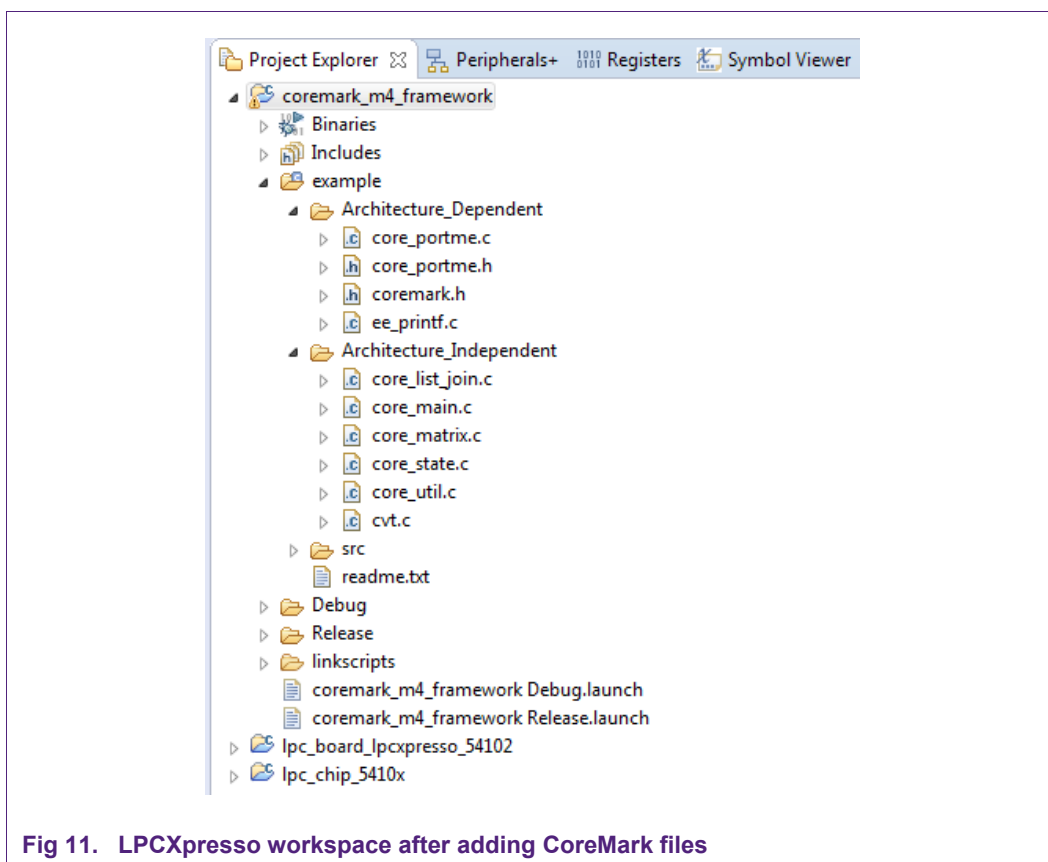 Project Explorer Peripherals+ 1010 0101 Registers Symbol Viewer
coremark_m4_framework
Binaries
Includes
example
Architecture_Dependent
.c core_portme.c
.h core_portme.h
.h coremark.h
.c ee_printf.c
Architecture_Independent
.c core_list_join.c
.c core_main.c
.c core_matrix.c
.c core_state.c
.c core_util.c
.c cvt.c
src
readme.txt
Debug
Release
linkscripts
coremark_m4_framework Debug.launch
coremark_m4_framework Release.launch
lpc_board_lpcxpresso_54102
lpc_chip_5410x
Fig 11. LPCXpresso workspace after adding CoreMark files